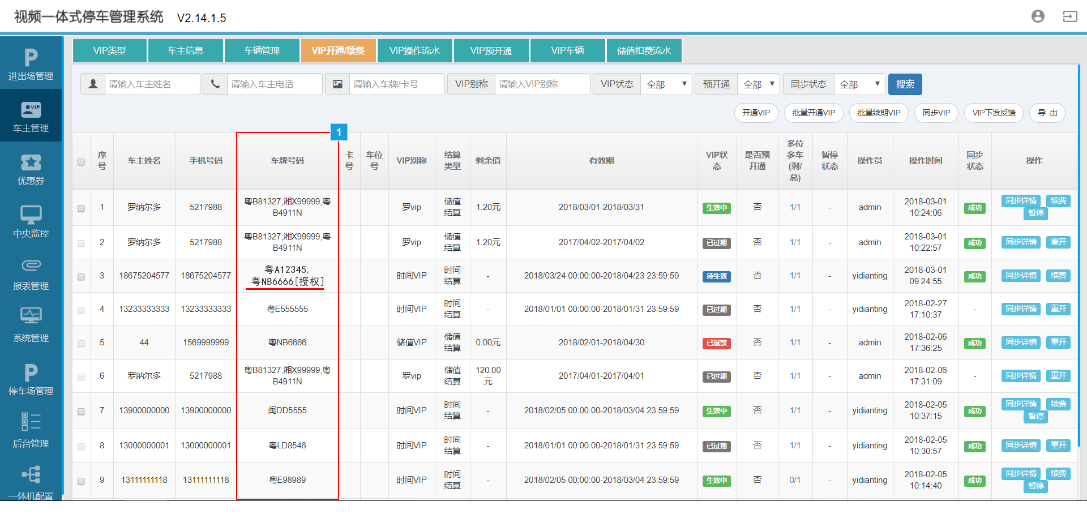 视频一体式停车管理系统 V2.14.1.5
VIP类型 车主信息 车辆管理 VIP开通/续费 VIP操作流水 VIP预开通 VIP车辆 储值扣费流水
进出场管理
车主管理
优惠券
中央监控
报表管理
系统管理
停车场管理
后台管理
一体机配置
请输入车主姓名 请输入车主电话 请输入车牌/卡号 VIP别称 请输入VIP别称 VIP状态 全部 预开通 全部 同步状态 全部 搜索
开通VIP 批量开通VIP 批量续期VIP 同步VIP VIP下发反馈 导 出
1
序号 车主姓名 手机号码 车牌号码 卡号 车位号 VIP别称 结算类型 剩余值 有效期 VIP状态 是否预开通 多位多车(剩/总) 暂停状态 操作员 操作时间 同步状态 操作
1 罗纳尔多 5217988 粤B81327,湘X99999,粤B4911N 罗vip 储值结算 1.20元 2018/03/01-2018/03/31 生效中 否 1/1 - admin 2018-03-01 10:24:06 成功 同步详情 续费 暂停
2 罗纳尔多 5217988 粤B81327,湘X99999,粤B4911N 罗vip 储值结算 1.20元 2017/04/02-2017/04/02 已过期 否 1/1 - admin 2018-03-01 10:22:57 成功 同步详情 重开
3 18675204577 18675204577 粤A12345,粤NB6666[授权] 时间VIP 时间结算 - 2018/03/24 00:00:00-2018/04/23 23:59:59 待生效 否 1/1 - yidianting 2018-03-01 09:24:55 成功 同步详情 续费
4 13233333333 13233333333 粤E555555 时间VIP 时间结算 - 2018/01/01 00:00:00-2018/01/31 23:59:59 已过期 否 1/1 - yidianting 2018-02-27 17:10:37 - 同步详情 重开
5 44 1569999999 粤NB6666 储值VIP 储值结算 0.00元 2018/02/01-2018/04/30 否 1/1 - admin 2018-02-06 17:36:25 成功 同步详情 重开
6 罗纳尔多 5217988 粤B81327,湘X99999,粤B4911N 罗vip 储值结算 120.00元 2017/04/01-2017/04/01 已过期 否 1/1 - admin 2018-02-06 17:31:09 - 同步详情 重开
7 13900000000 13900000000 闽DD5555 时间VIP 时间结算 - 2018/02/05 00:00:00-2018/03/04 23:59:59 生效中 否 1/1 - yidianting 2018-02-05 10:37:15 成功 同步详情 续费 暂停
8 13000000001 13000000001 粤LD8546 时间VIP 时间结算 - 2018/01/01 00:00:00-2018/01/31 23:59:59 已过期 否 1/1 - yidianting 2018-02-05 10:30:57 成功 同步详情 重开
9 13111111118 13111111118 粤E98989 时间VIP 时间结算 - 2018/02/05 00:00:00-2018/03/04 23:59:59 生效中 否 0/1 - yidianting 2018-02-05 10:14:40 成功 同步详情 续费 暂停